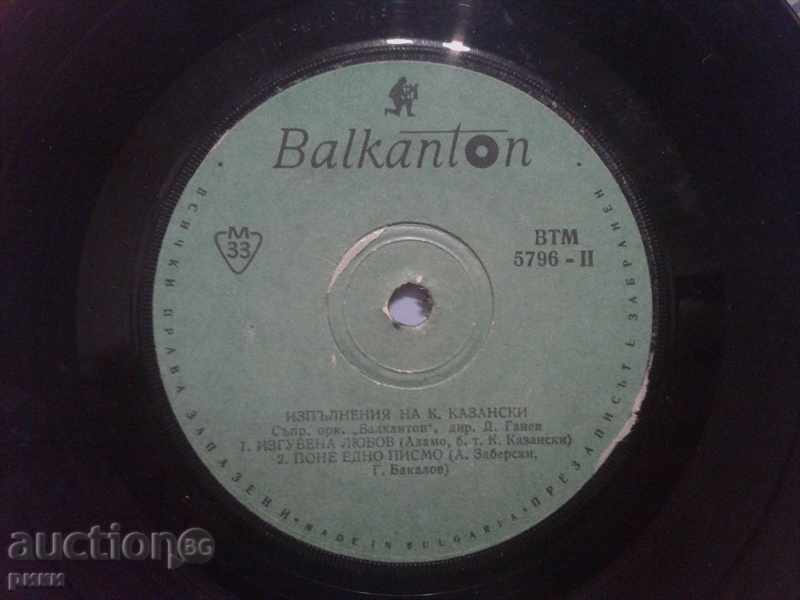 Balkanton
M
33
ВТМ
5796 - II
ИЗПЪЛНЕНИЯ НА К. КАЗАНСКИ
Съпр. орк. „Балкантон", дир. Д. Ганев
1. ИЗГУБЕНА ЛЮБОВ (Адамо, б. т. К. Казански)
2. ПОНЕ ЕДНО ПИСМО (А. Заберски,
Г. Бакалов)
• ВСИЧКИ ПРАВА ЗАПАЗЕНИ • MADE IN BULGARIA • ПРЕЗАПИСЪТ Е ЗАБРАНЕН •
auction BG
рики